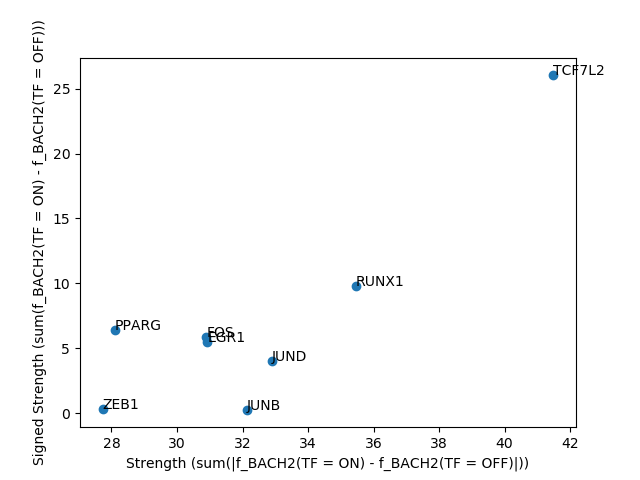 Signed Strength (sum(f_BACH2(TF = ON) - f_BACH2(TF = OFF)))
25
20
15
10
5
0
TCF7L2
RUNX1
PPARG
FOS
EGR1
JUND
ZEB1
JUNB
28
30
32
34
36
38
40
42
Strength (sum(|f_BACH2(TF = ON) - f_BACH2(TF = OFF)|))